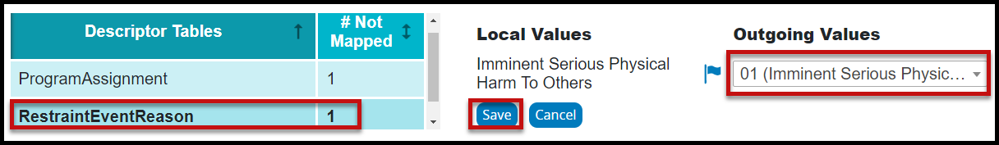 Descriptor Tables
# Not
Mapped
ProgramAssignment 1
RestraintEventReason 1
Local Values
Imminent Serious Physical
Harm To Others
Save Cancel
Outgoing Values
01 (Imminent Serious Physic...